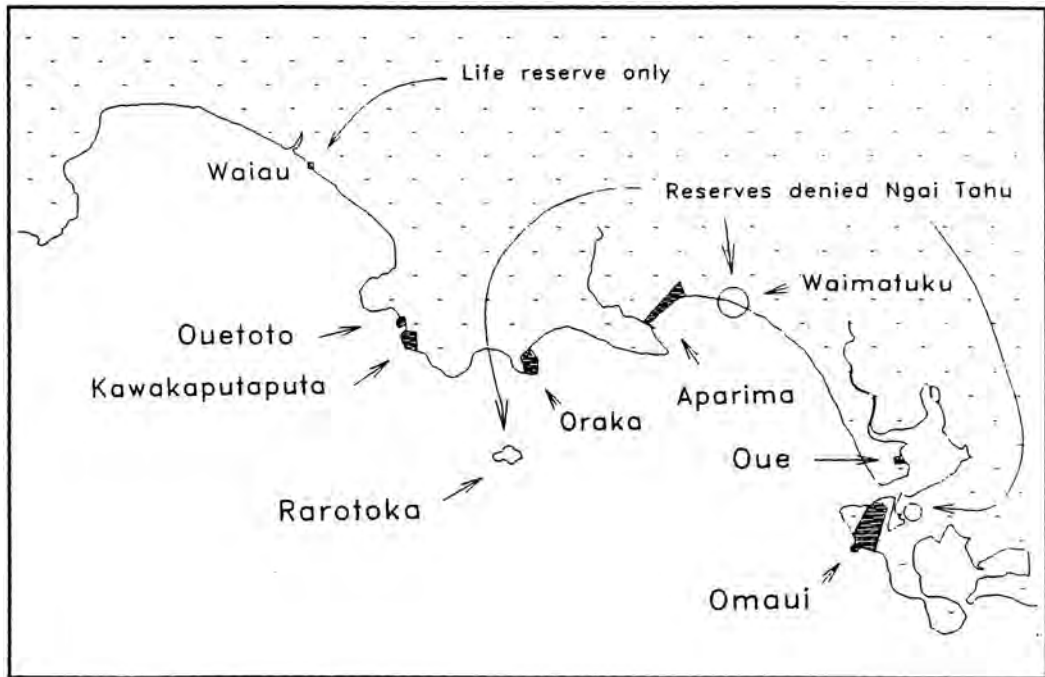 Life reserve only
Waiau
Reserves denied Ngai Tahu
Waimatuku
Ouetoto
Kawakaputaputa
Aparima
Oraka
Oue
Rarotoka
Omaui